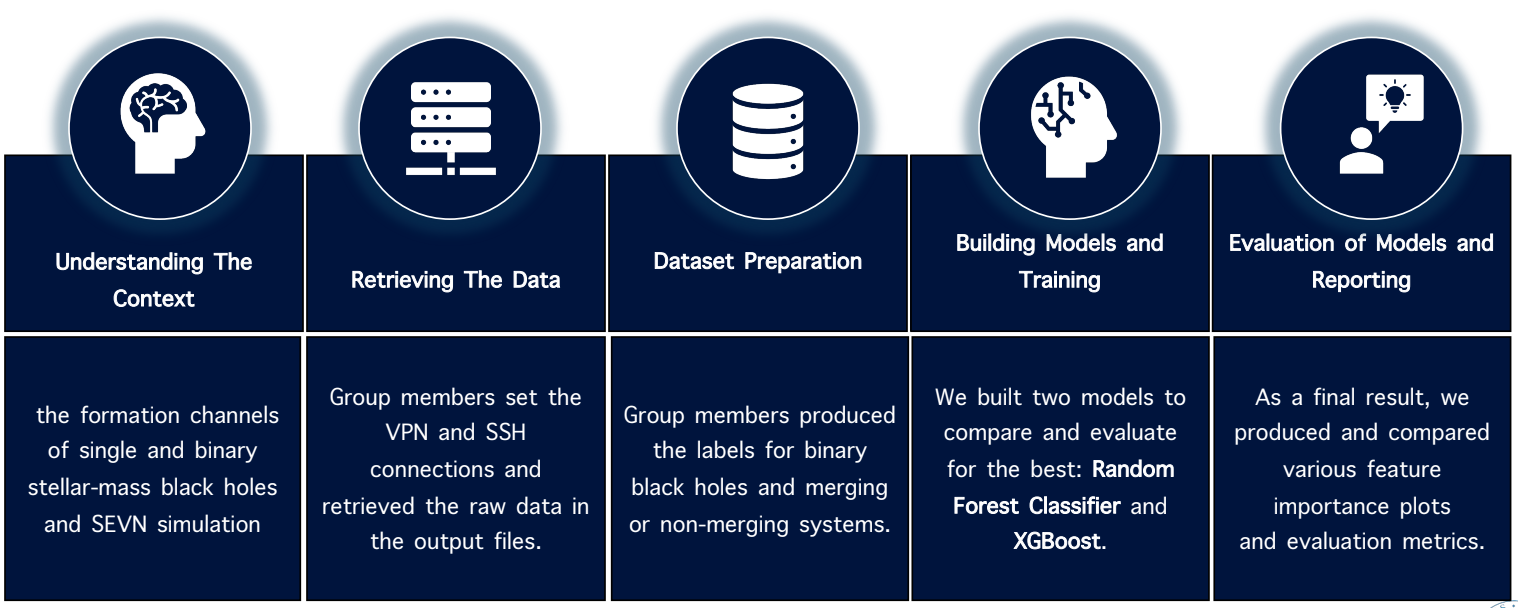 Understanding The
Context
Retrieving The Data
Dataset Preparation
Building Models and
Training
Evaluation of Models and
Reporting
the formation channels
of single and binary
stellar-mass black holes
and SEVN simulation
Group members set the
VPN and SSH
connections and
retrieved the raw data in
the output files.
Group members produced
the labels for binary
black holes and merging
or non-merging systems.
We built two models to
compare and evaluate
for the best: Random
Forest Classifier and
XGBoost.
As a final result, we
produced and compared
various feature
importance plots
and evaluation metrics.